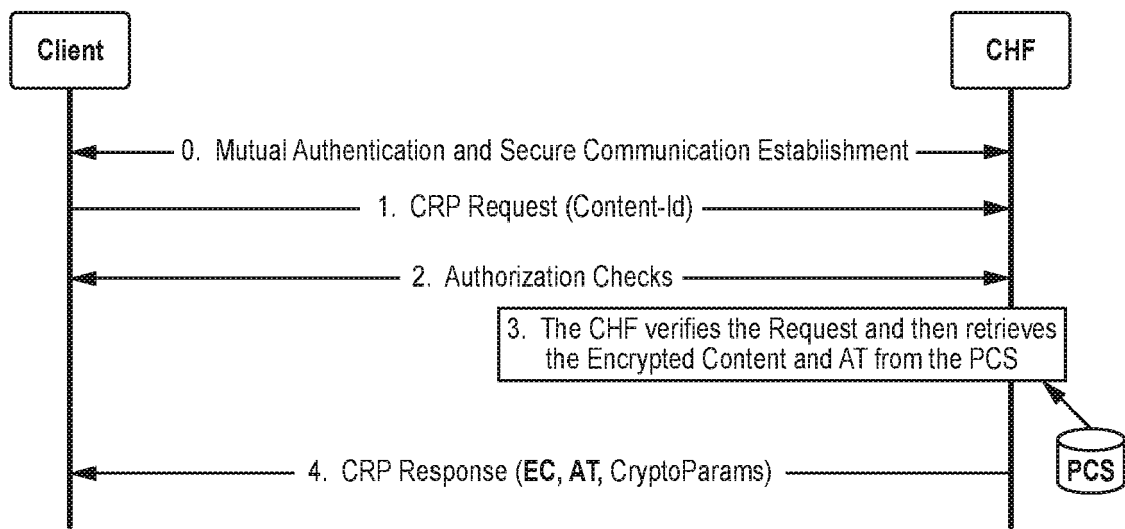 Client
CHF
0. Mutual Authentication and Secure Communication Establishment
1. CRP Request (Content-Id)
2. Authorization Checks
3. The CHF verifies the Request and then retrieves
the Encrypted Content and AT from the PCS
PCS
4. CRP Response (EC, AT, CryptoParams)